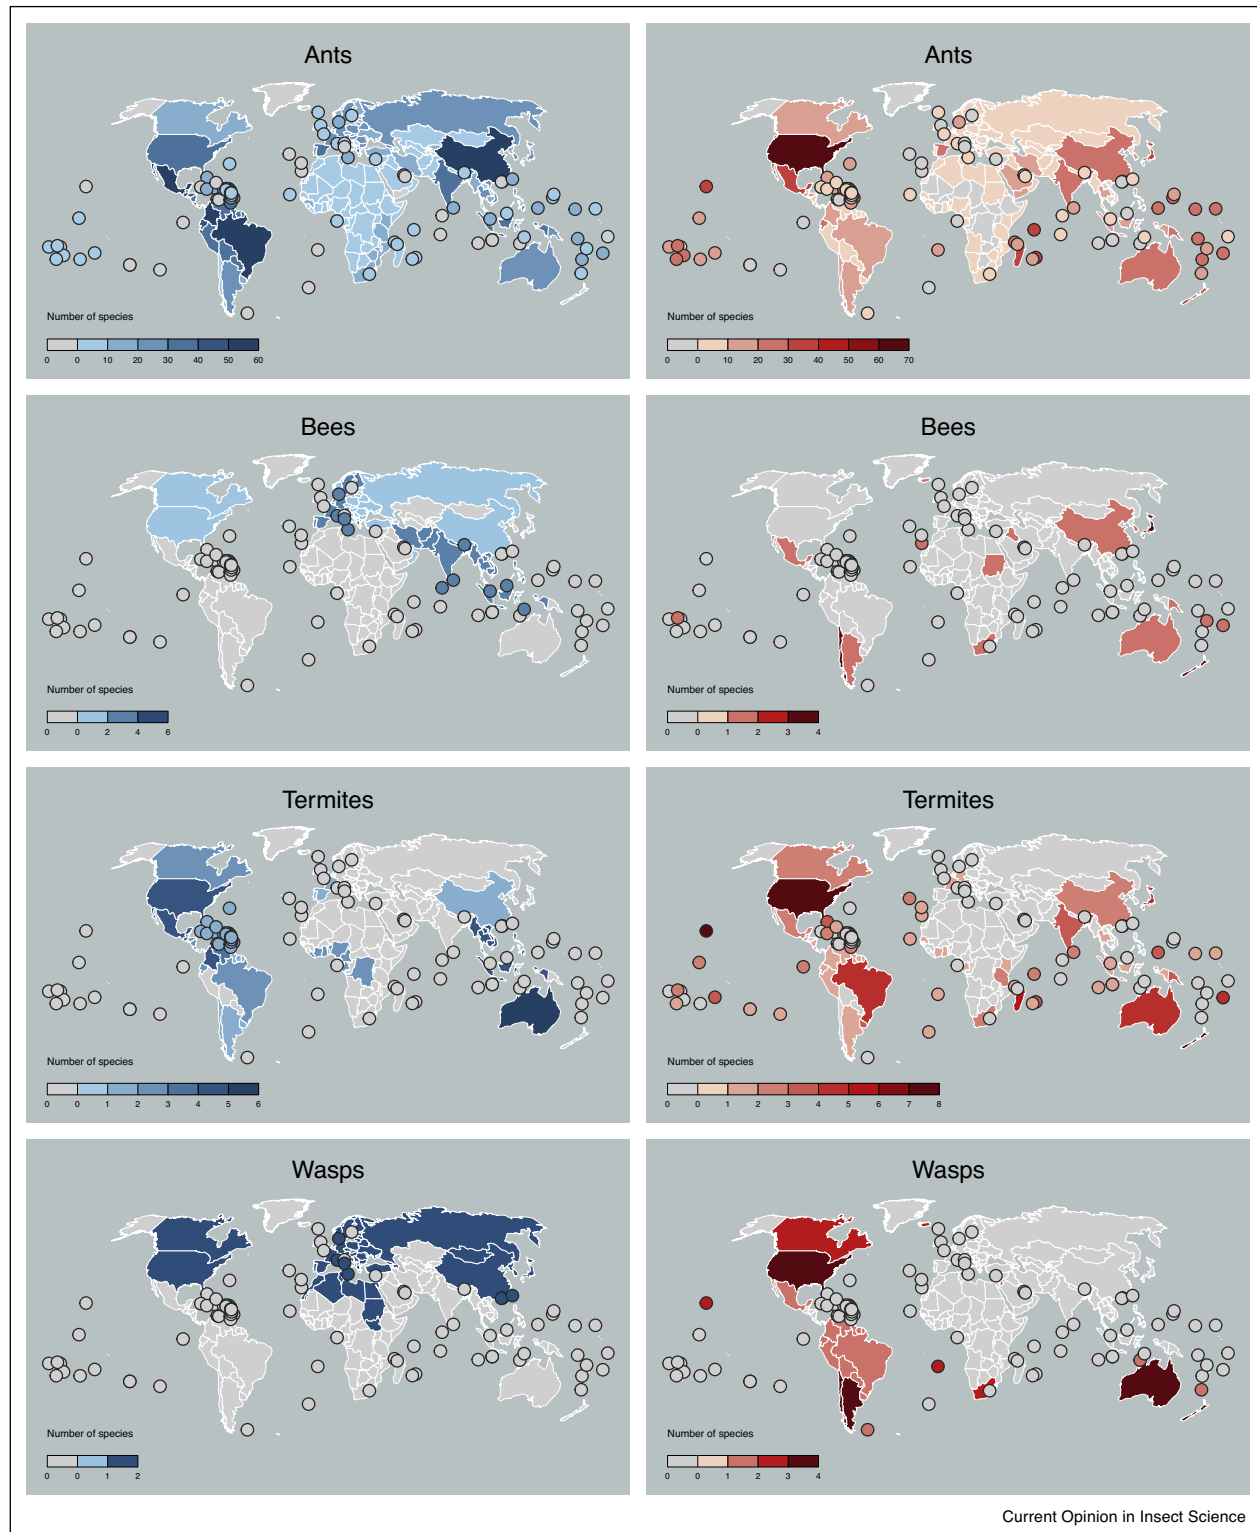 Ants
Number of species
0 0 10 20 30 40 50 60
Ants
Number of species
0 0 10 20 30 40 50 60 70
Bees
Number of species
0 0 2 4 6
Bees
Number of species
0 0 1 2 3 4
Termites
Number of species
0 0 1 2 3 4 5 6
Termites
Number of species
0 0 1 2 3 4 5 6 7 8
Wasps
Number of species
0 0 1 2
Wasps
Number of species
0 0 1 2 3 4
Current Opinion in Insect Science